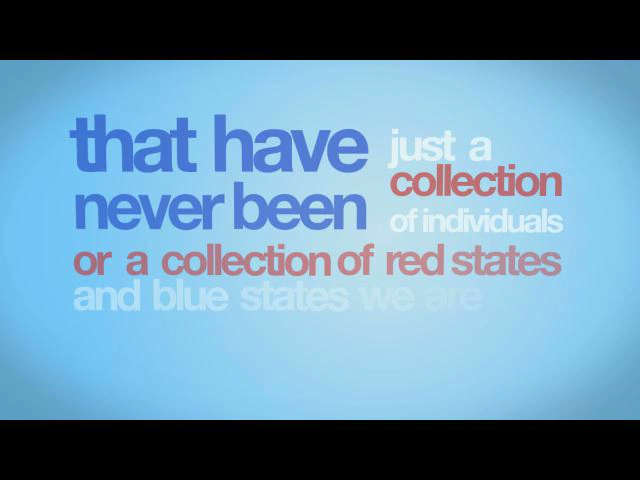 that have
never been
just a
collection
of individuals
or a collection of red states
and blue states we are